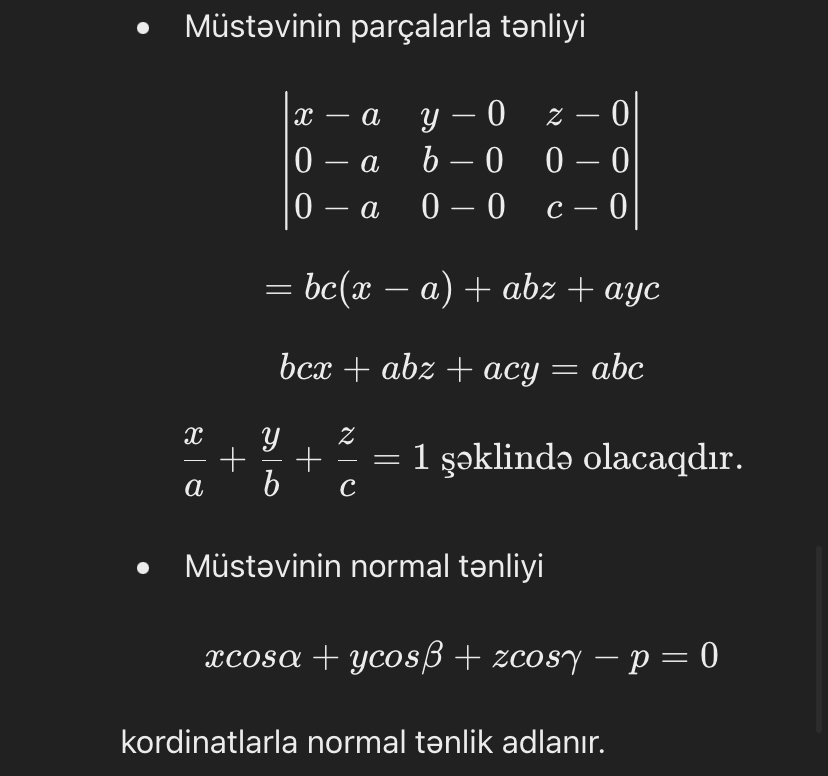 • Müstəvinin parçalarla tənliyi
|x − a y − 0 z − 0|
|0 − a b − 0 0 − 0|
|0 − a 0 − 0 c − 0|
= bc(x − a) + abz + ayc
bcx + abz + acy = abc
x/a + y/b + z/c = 1 şəklində olacaqdır.
• Müstəvinin normal tənliyi
xcosα + ycosβ + zcosγ − p = 0
kordinatlarla normal tənlik adlanır.